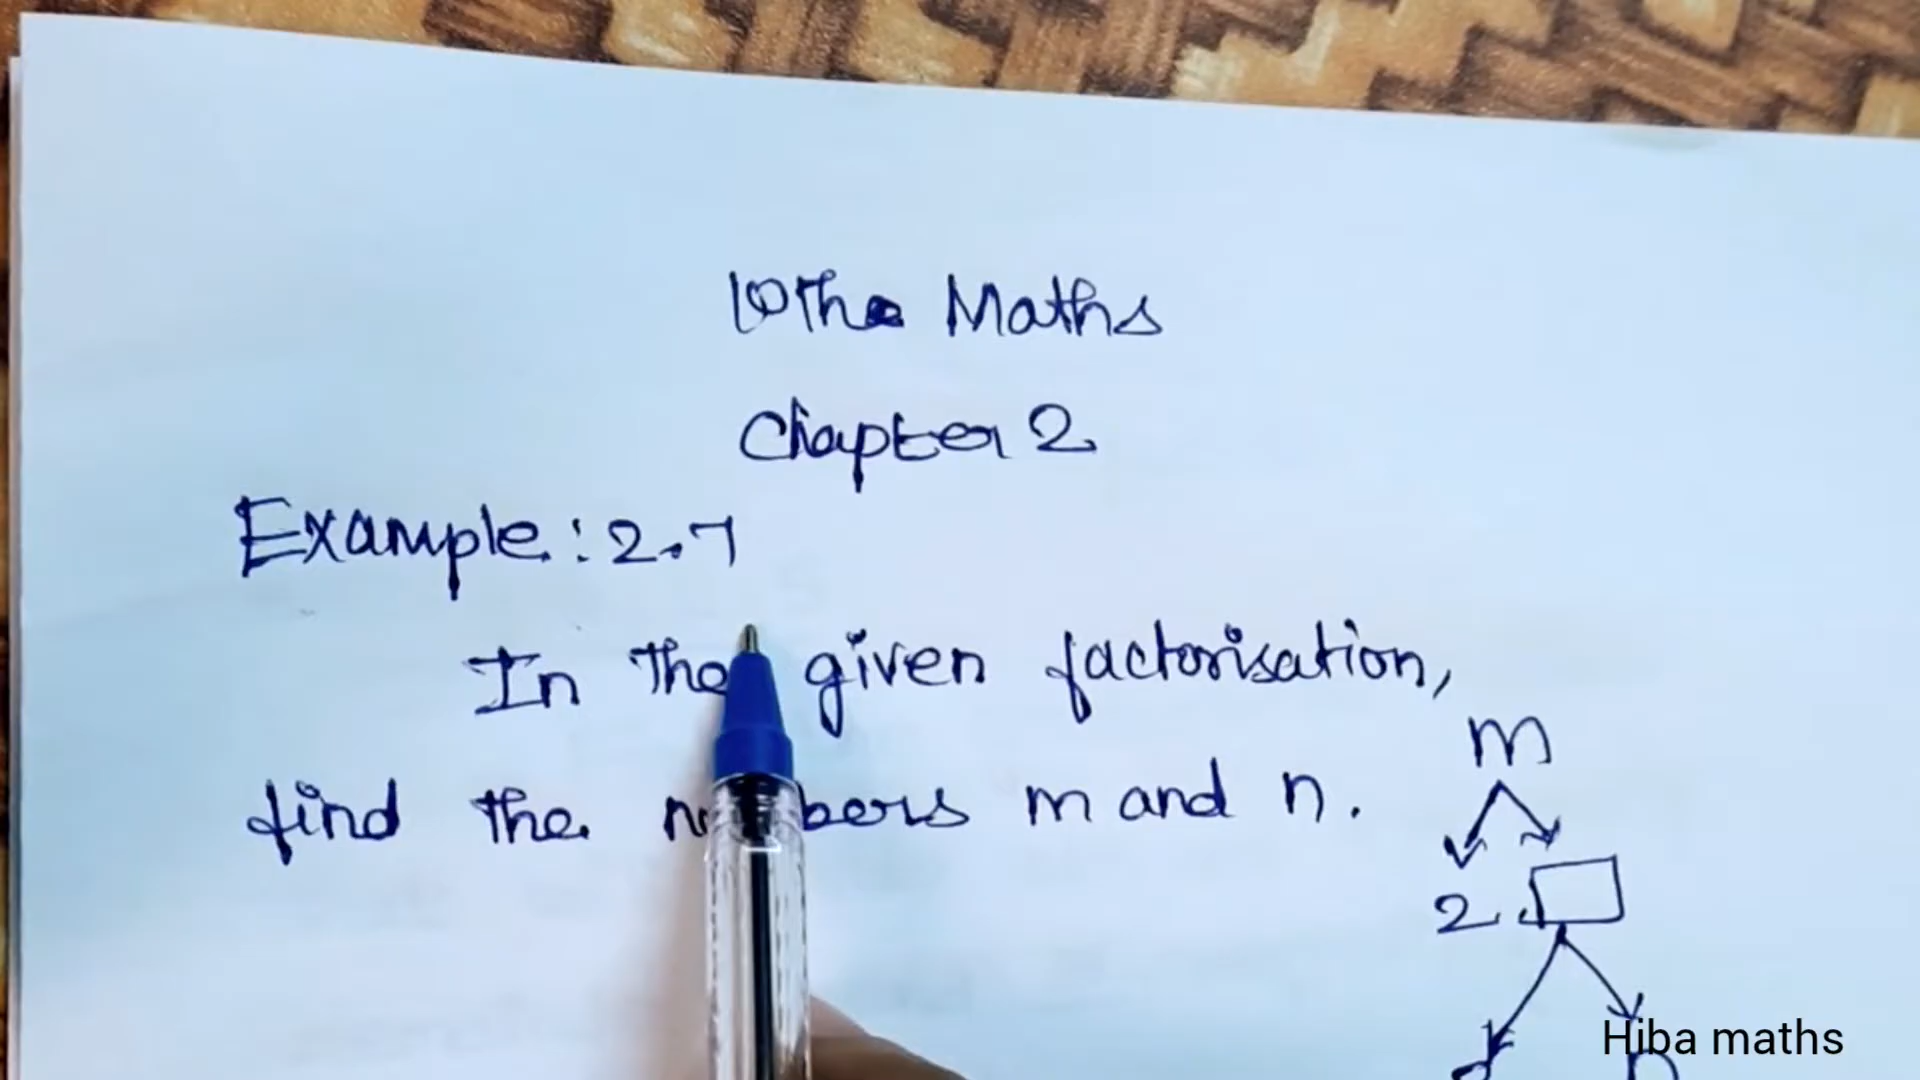 10th Maths
Chapter 2
Example : 2.7
In the given factorisation,
find the m and n.
m
2
Hiba maths